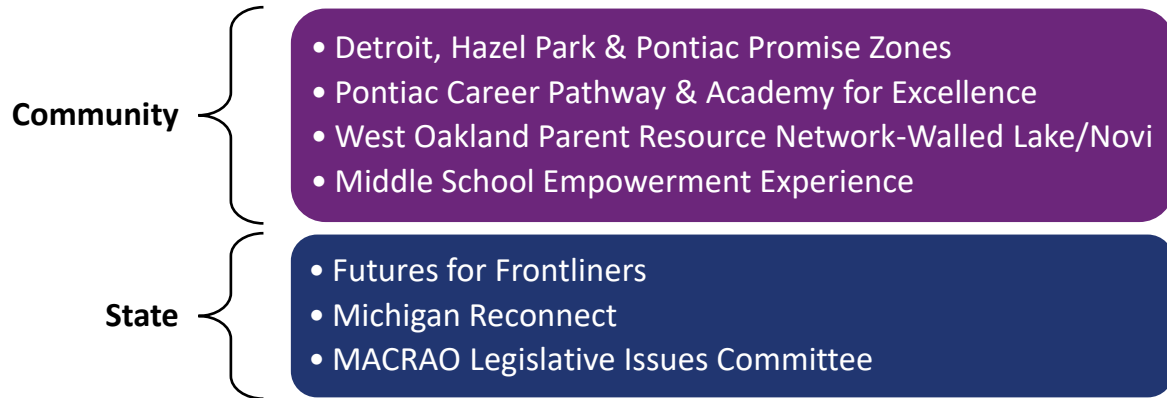 Community
• Detroit, Hazel Park & Pontiac Promise Zones
• Pontiac Career Pathway & Academy for Excellence
• West Oakland Parent Resource Network-Walled Lake/Novi
• Middle School Empowerment Experience
State
• Futures for Frontliners
• Michigan Reconnect
• MACRAO Legislative Issues Committee